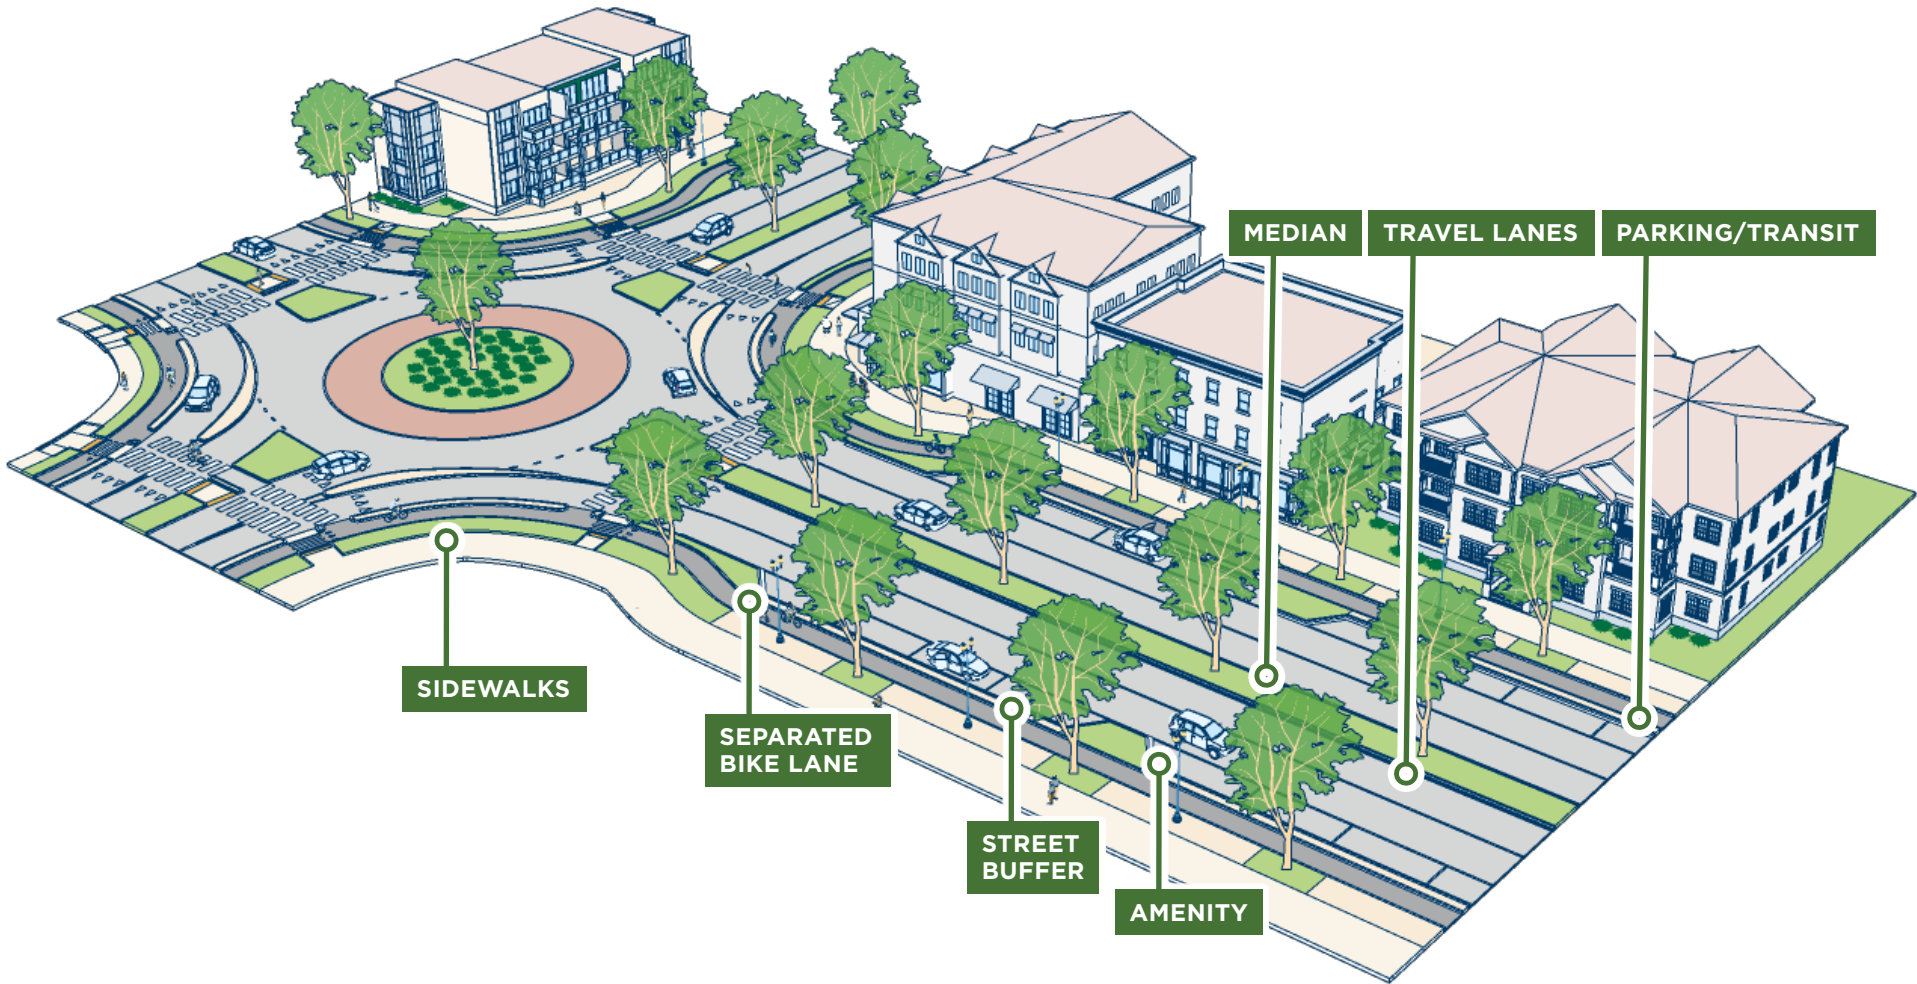 MEDIAN
TRAVEL LANES
PARKING/TRANSIT
SIDEWALKS
SEPARATED
BIKE LANE
STREET
BUFFER
AMENITY